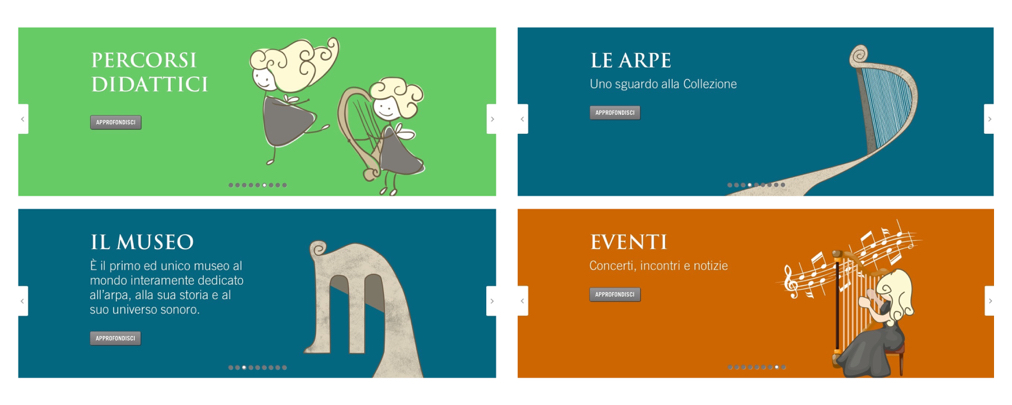 PERCORSI
DIDATTICI
APPROFONDISCI
LE ARPE
Uno sguardo alla Collezione
APPROFONDISCI
IL MUSEO
È il primo ed unico museo al
mondo interamente dedicato
all'arpa, alla sua storia e al
suo universo sonoro.
APPROFONDISCI
EVENTI
Concerti, incontri e notizie
APPROFONDISCI